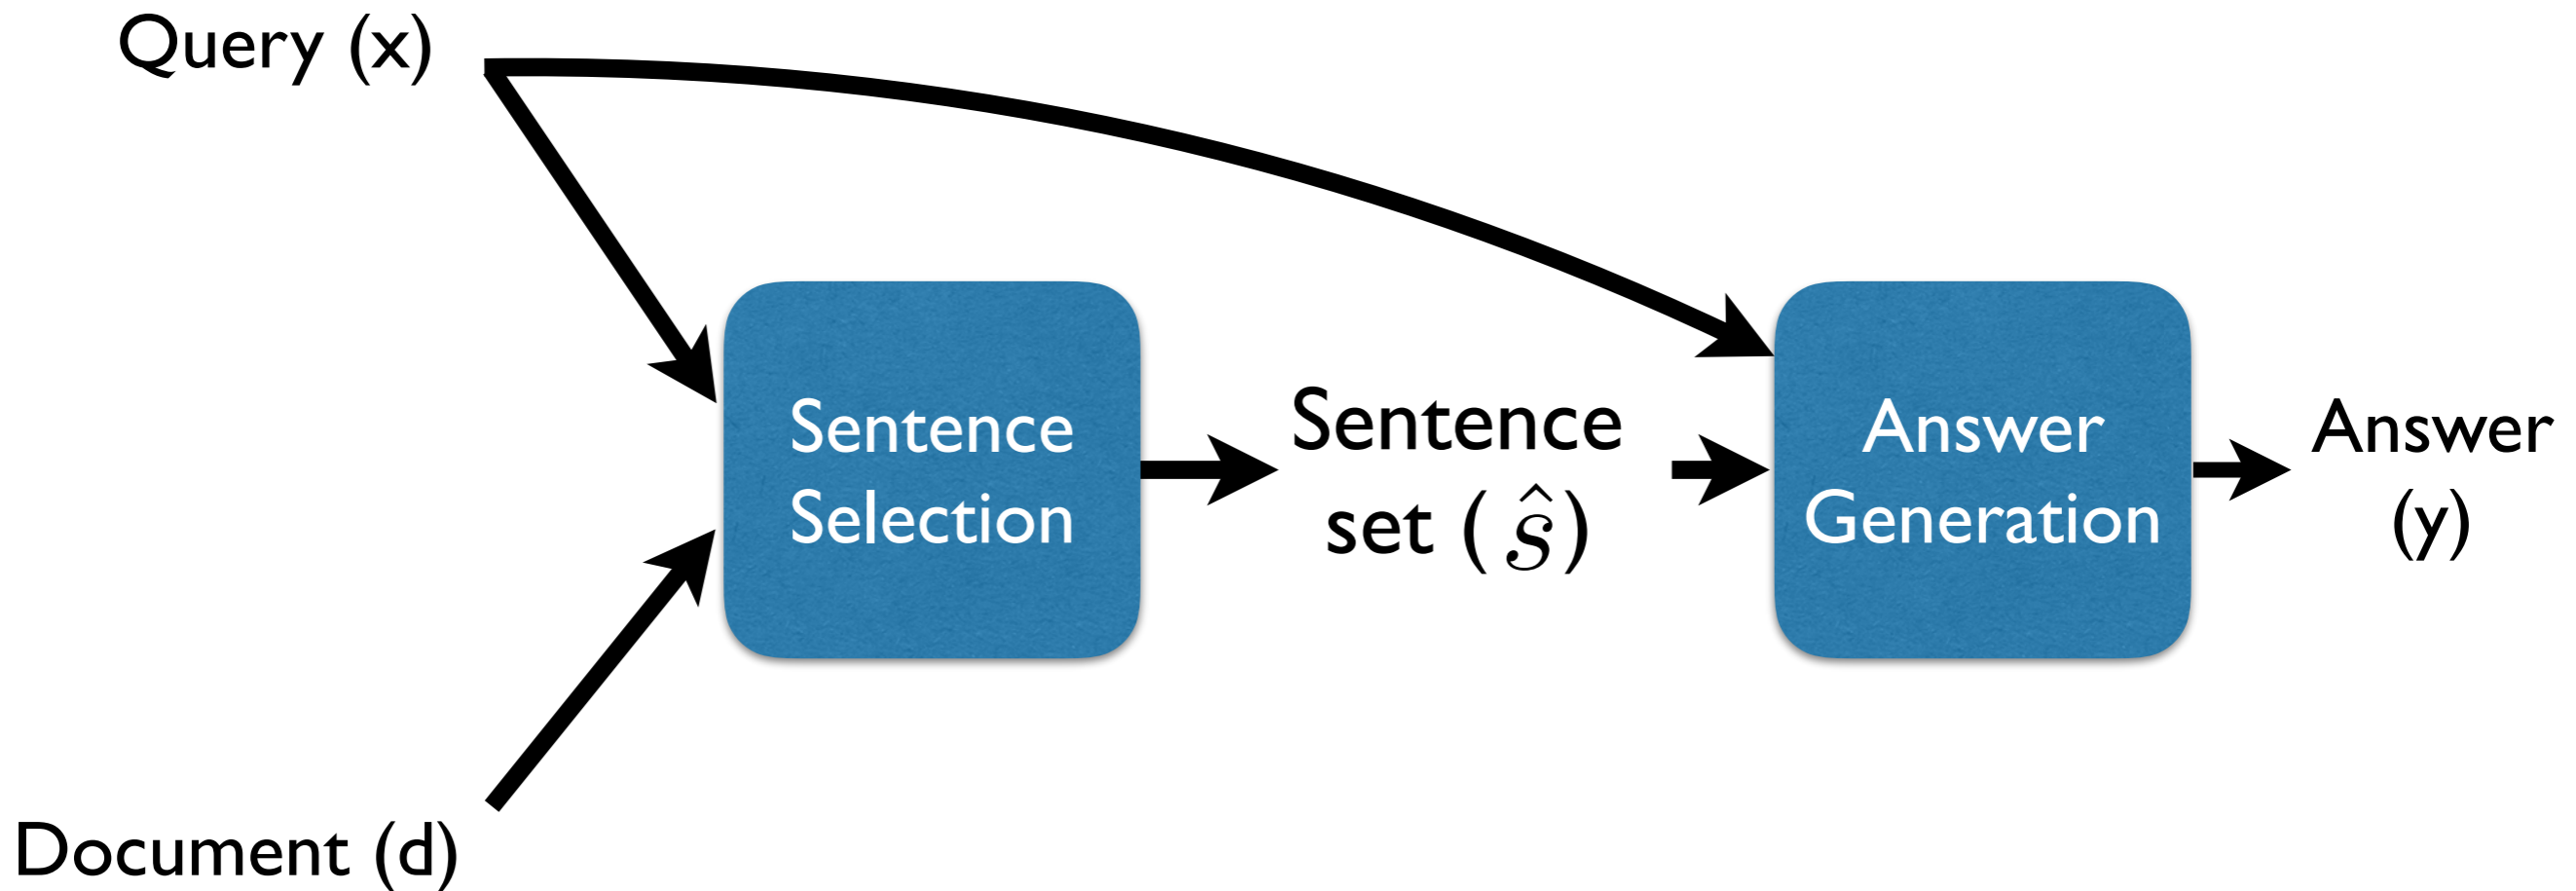 Query (x)
Sentence
Selection
Sentence
set ( ŝ )
Answer
Generation
Answer
(y)
Document (d)